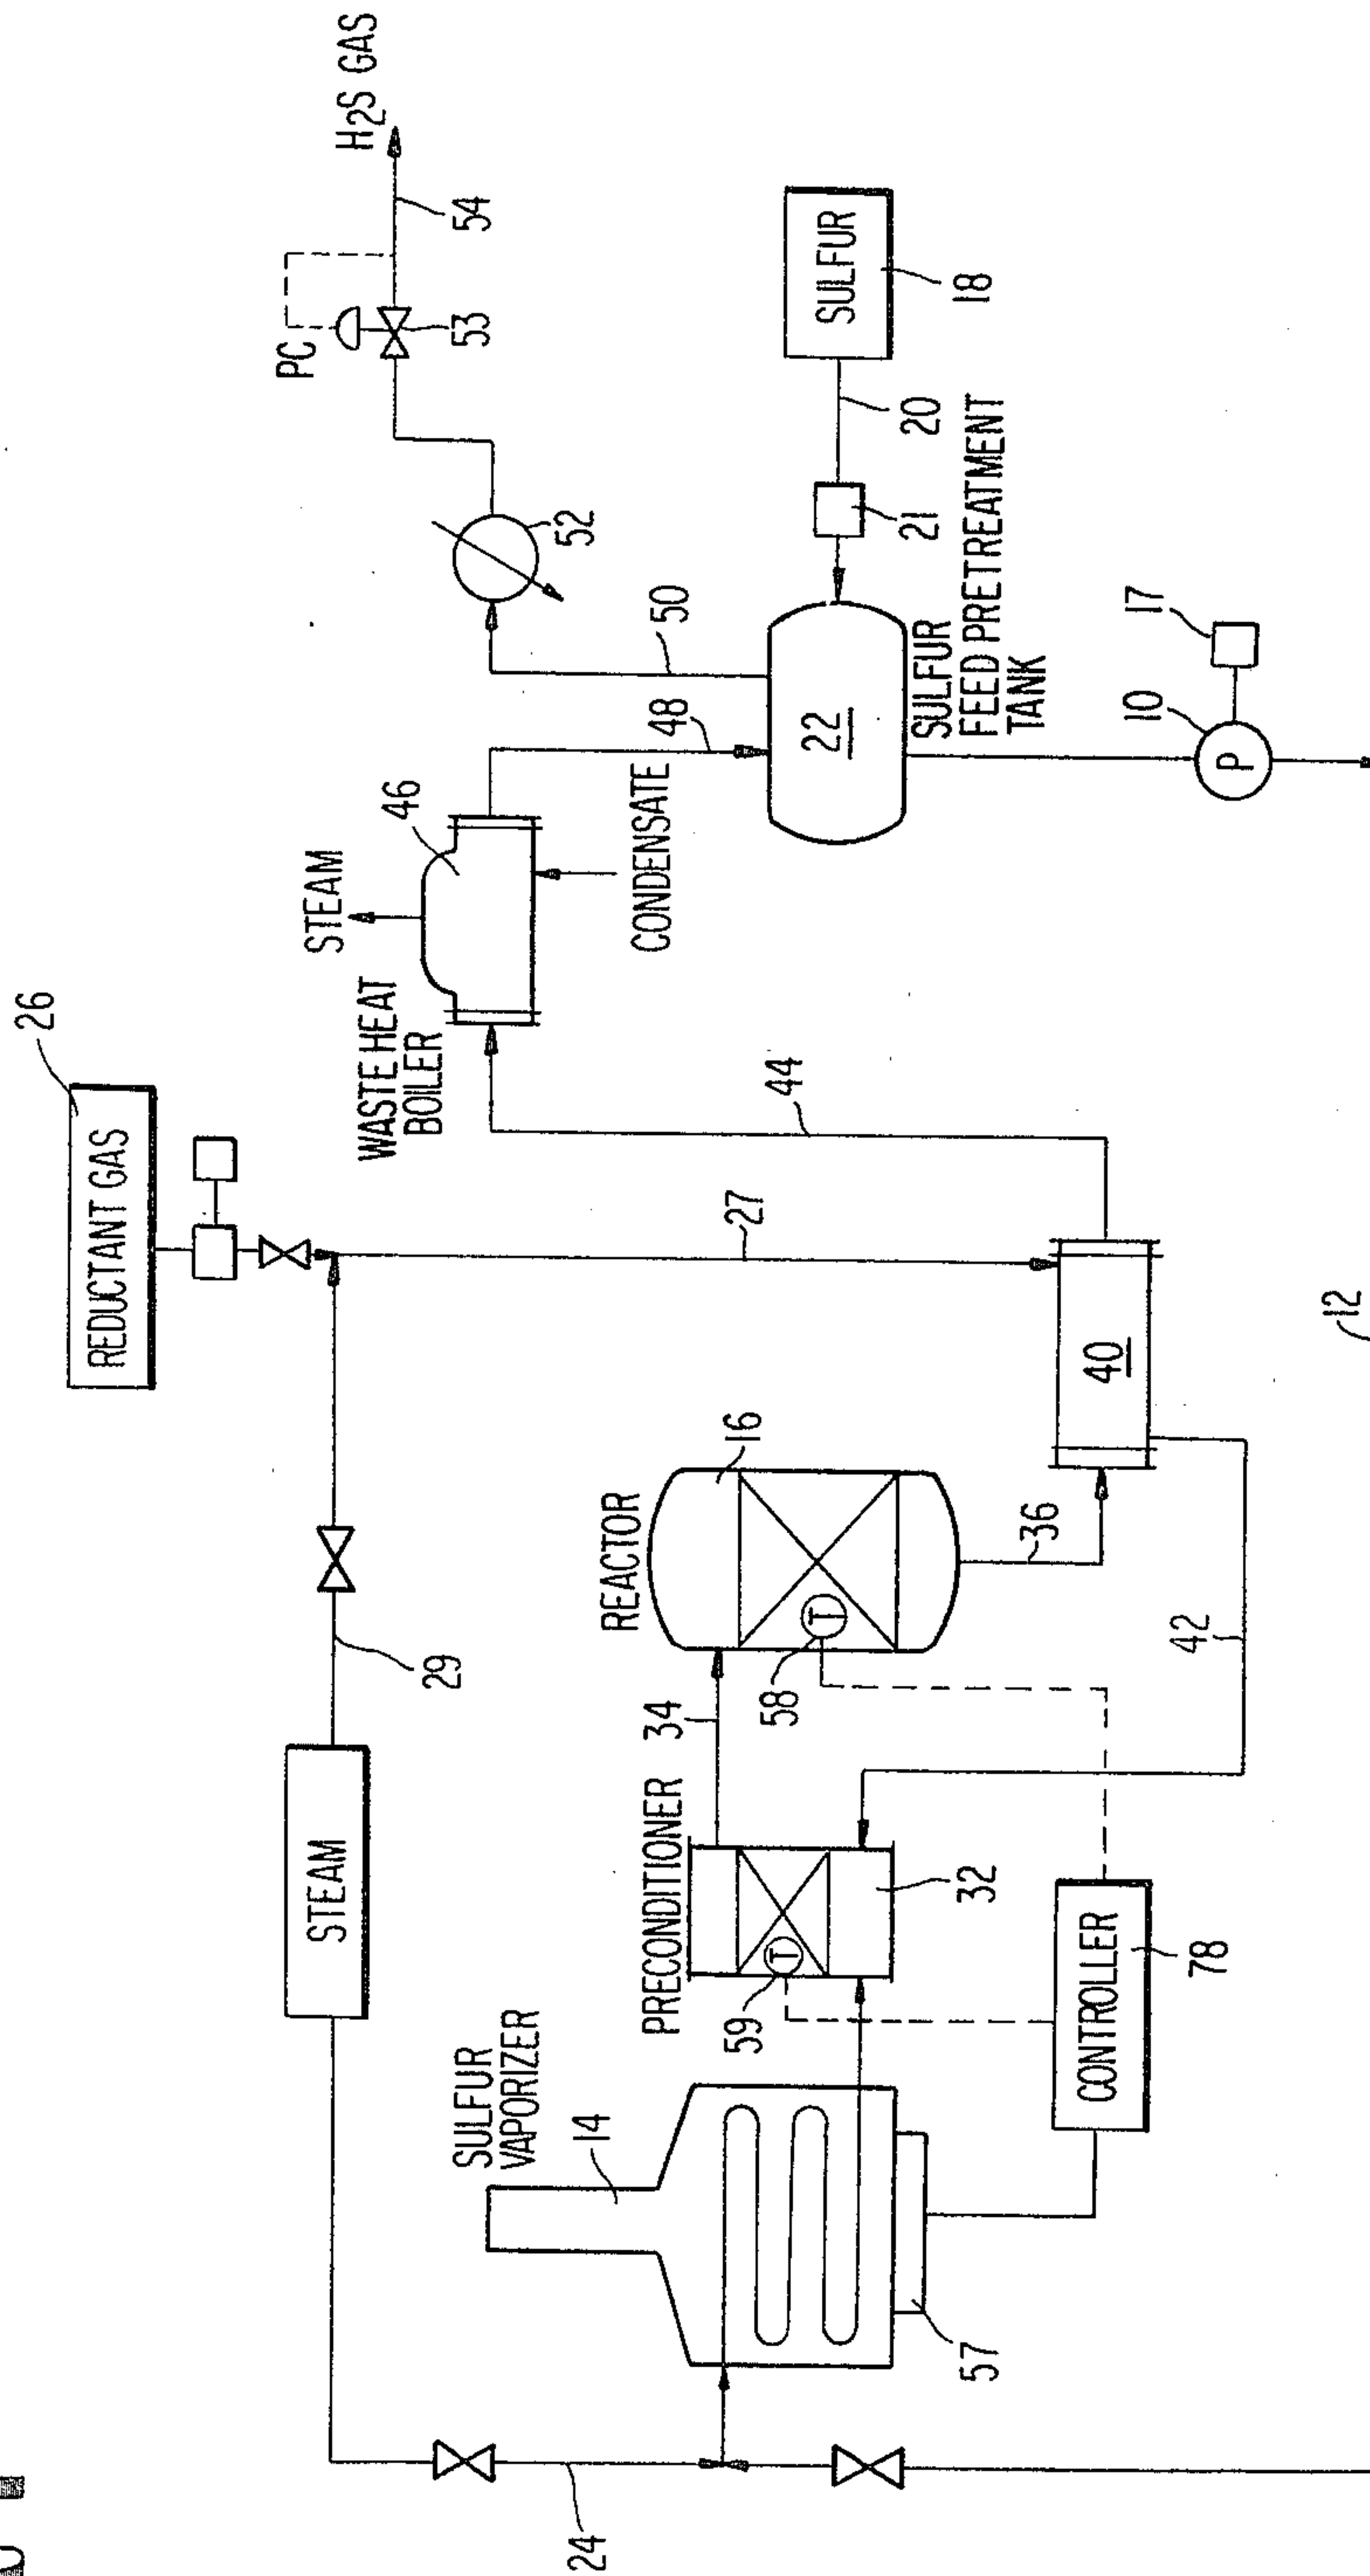 26
REDUCTANT GAS
STEAM
29
24
27
H2S GAS
PC
53
54
52
STEAM
46
WASTE HEAT
BOILER
CONDENSATE
48
50
44
SULFUR
18
20
21
22
SULFUR
FEED PRETREATMENT
TANK
10
P
17
SULFUR
VAPORIZER
14
57
PRECONDITIONER
T
59
32
34
REACTOR
16
T
58
36
40
42
CONTROLLER
78
12